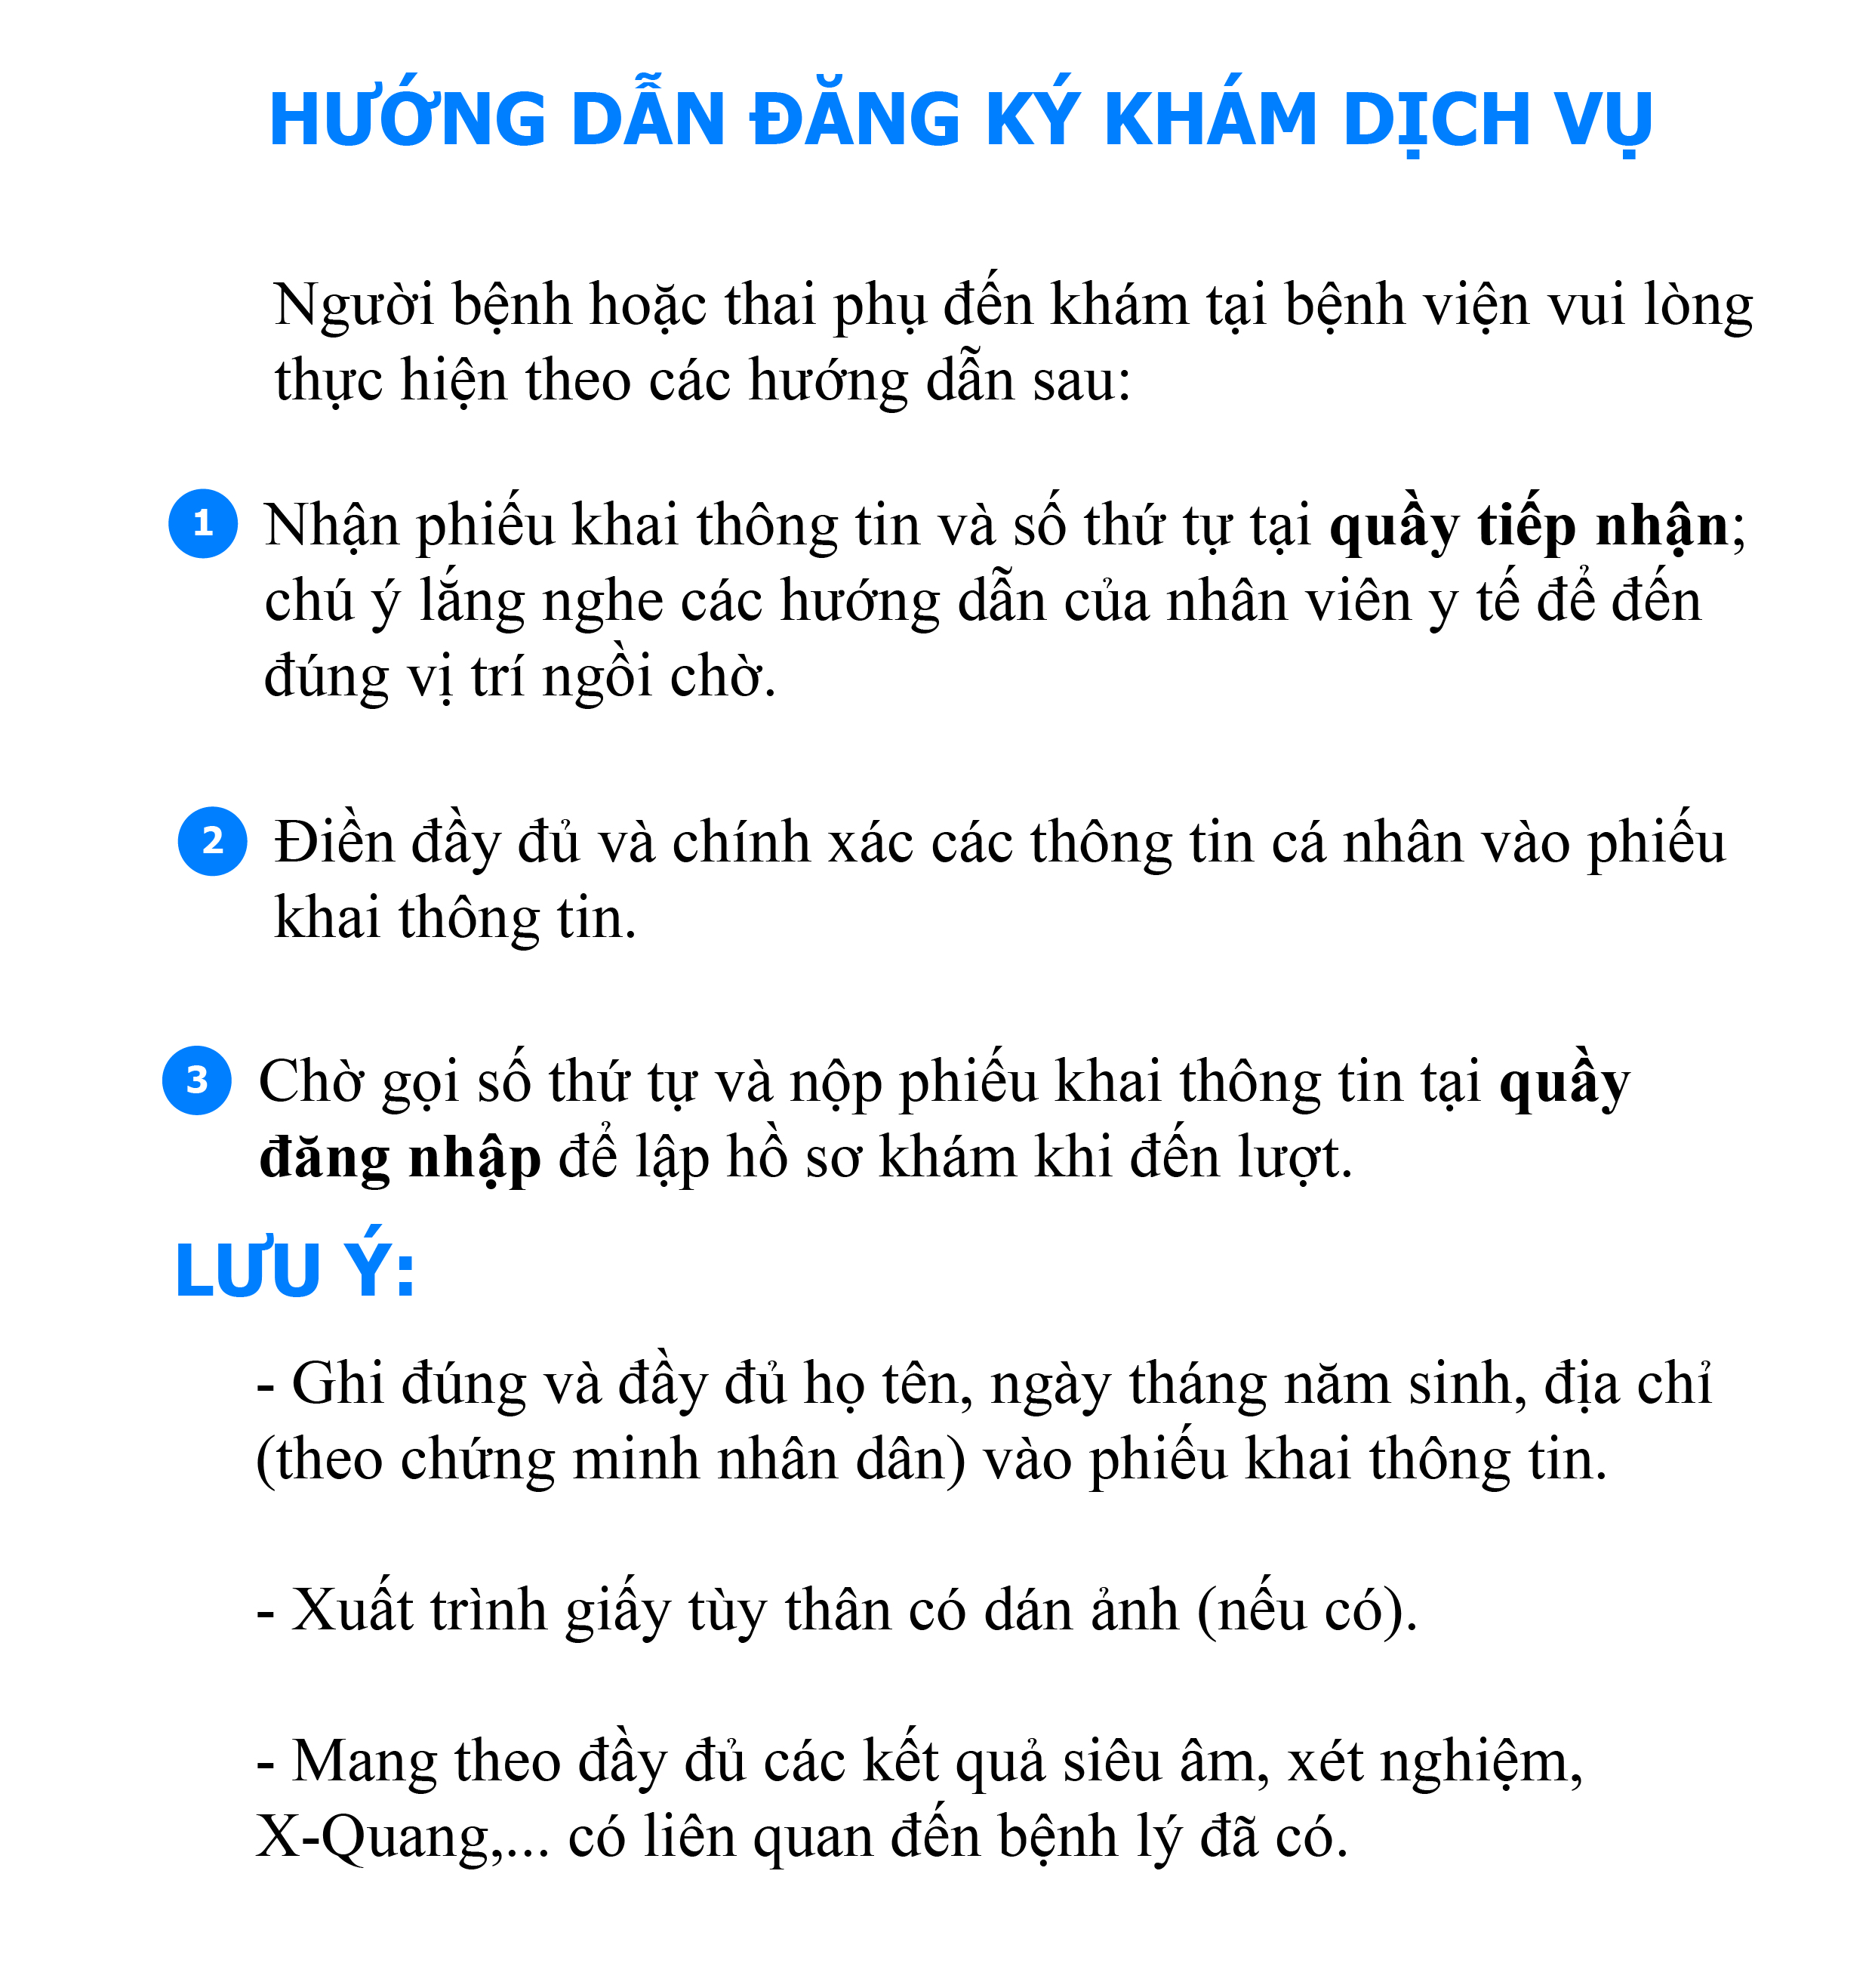 HƯỚNG DẪN ĐĂNG KÝ KHÁM DỊCH VỤ
Người bệnh hoặc thai phụ đến khám tại bệnh viện vui lòng
thực hiện theo các hướng dẫn sau:
1 Nhận phiếu khai thông tin và số thứ tự tại quầy tiếp nhận;
chú ý lắng nghe các hướng dẫn của nhân viên y tế để đến
đúng vị trí ngồi chờ.
2 Điền đầy đủ và chính xác các thông tin cá nhân vào phiếu
khai thông tin.
3 Chờ gọi số thứ tự và nộp phiếu khai thông tin tại quầy
đăng nhập để lập hồ sơ khám khi đến lượt.
LƯU Ý:
- Ghi đúng và đầy đủ họ tên, ngày tháng năm sinh, địa chỉ
(theo chứng minh nhân dân) vào phiếu khai thông tin.
- Xuất trình giấy tùy thân có dán ảnh (nếu có).
- Mang theo đầy đủ các kết quả siêu âm, xét nghiệm,
X-Quang,... có liên quan đến bệnh lý đã có.